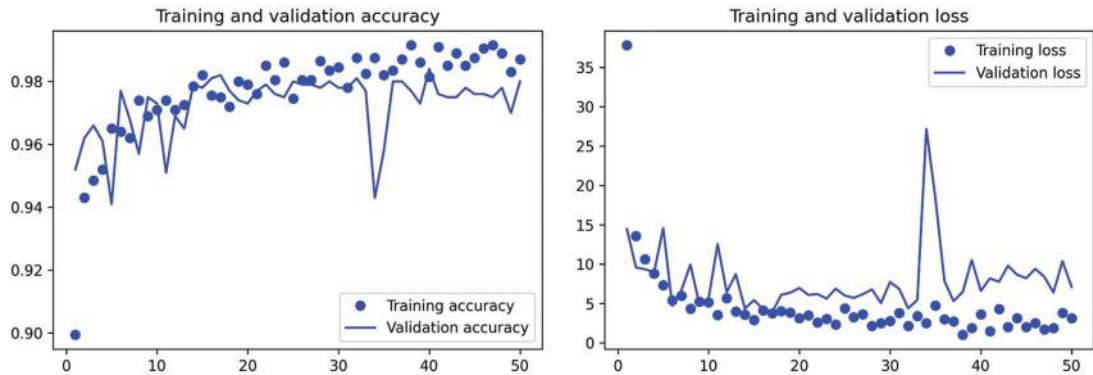 Training and validation accuracy
0.98
0.96
0.94
0.92
0.90
Training accuracy
Validation accuracy
0 10 20 30 40 50
Training and validation loss
Training loss
Validation loss
35
30
25
20
15
10
5
0
0 10 20 30 40 50